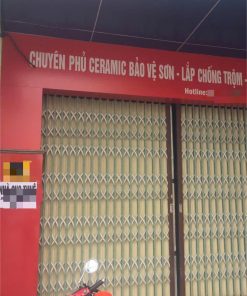 CHUYÊN PHỦ CERAMIC BẢO VỆ SƠN - LẮP CHỐNG TRỘM -
Hotline: